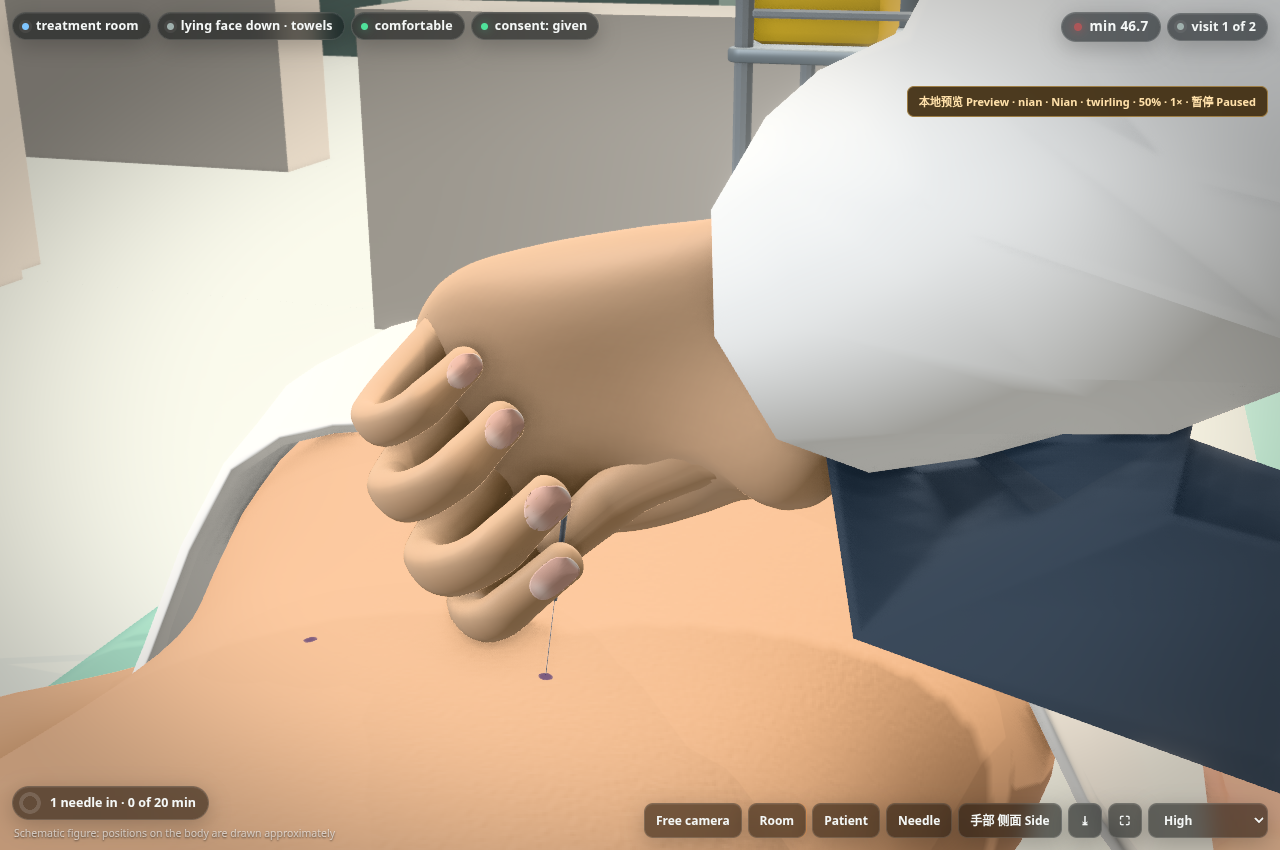 treatment room
lying face down · towels
comfortable
consent: given
min 46.7
visit 1 of 2
本地预览 Preview · nian · Nian · twirling · 50% · 1× · 暂停 Paused
1 needle in · 0 of 20 min
Schematic figure: positions on the body are drawn approximately
Free camera
Room
Patient
Needle
手部 侧面 Side
High